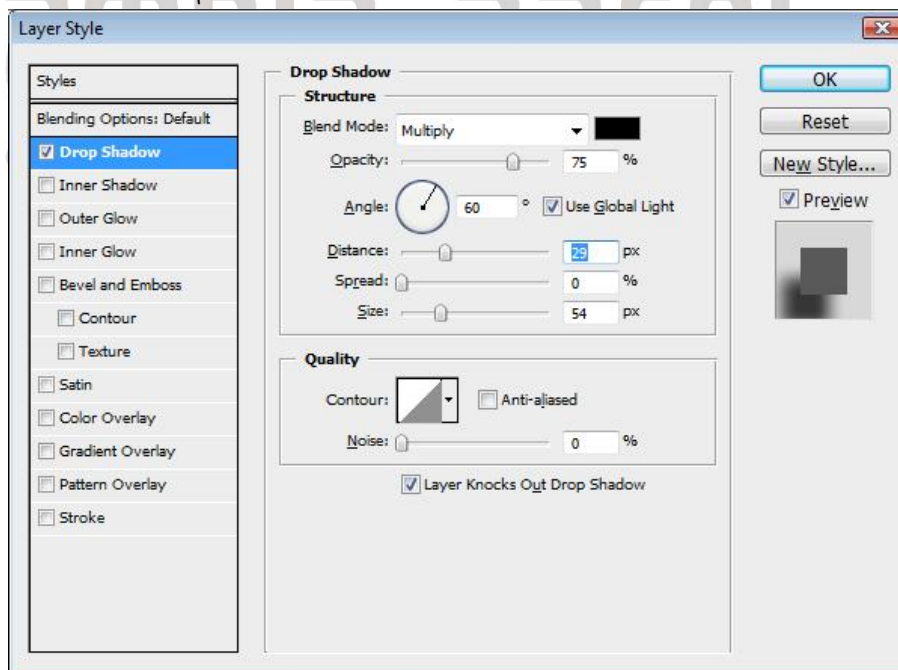 Layer Style
Styles
Blending Options: Default
Drop Shadow
Inner Shadow
Outer Glow
Inner Glow
Bevel and Emboss
Contour
Texture
Satin
Color Overlay
Gradient Overlay
Pattern Overlay
Stroke
Drop Shadow
Structure
Blend Mode: Multiply
Opacity: 75 %
Angle: 60 ° Use Global Light
Distance: 29 px
Spread: 0 %
Size: 54 px
Quality
Contour: Anti-aliased
Noise: 0 %
Layer Knocks Out Drop Shadow
OK
Reset
New Style...
Preview